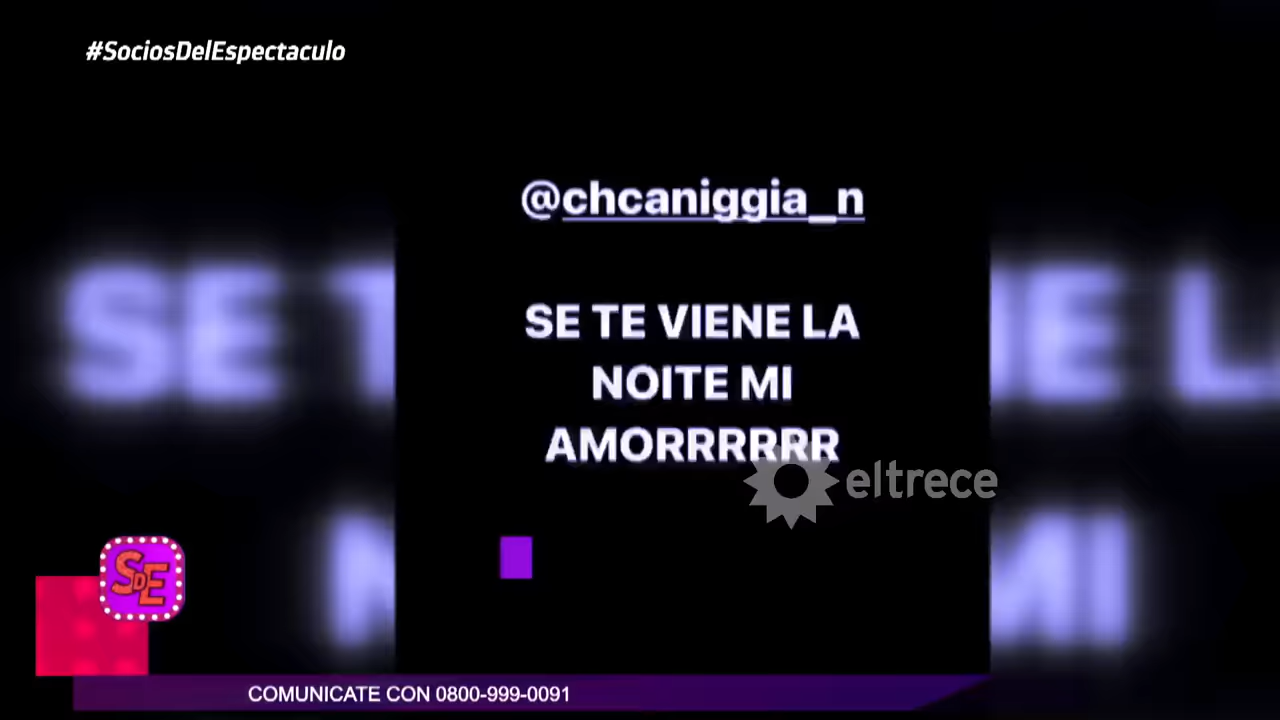 #SociosDelEspectaculo
@chcaniggia_n
SE TE VIENE LA
NOITE MI
AMORRRRRR
eltrece
SDE
COMUNICATE CON 0800-999-0091